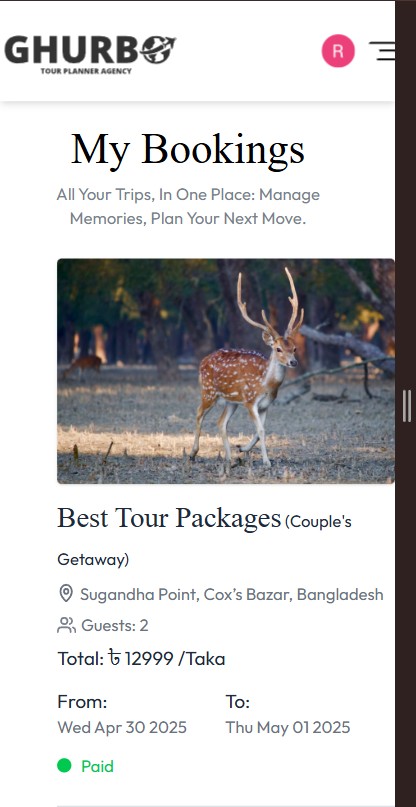 GHURBO
TOUR PLANNER AGENCY
R
My Bookings
All Your Trips, In One Place: Manage
Memories, Plan Your Next Move.
Best Tour Packages (Couple's
Getaway)
Sugandha Point, Cox's Bazar, Bangladesh
Guests: 2
Total: ৳ 12999 /Taka
From: To:
Wed Apr 30 2025 Thu May 01 2025
Paid